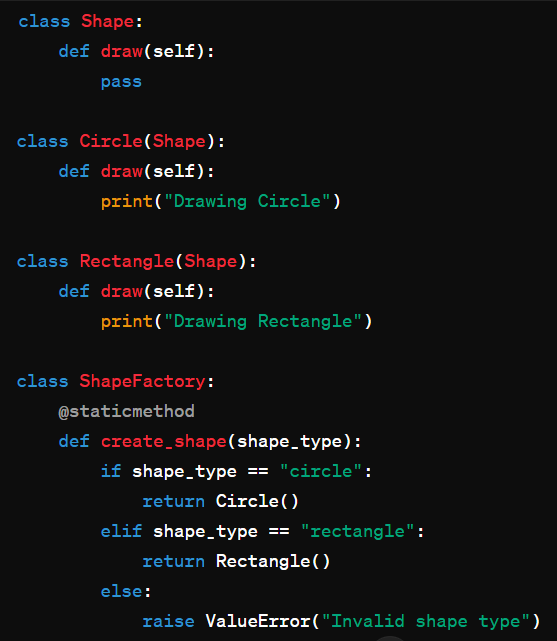 class Shape:
    def draw(self):
        pass

class Circle(Shape):
    def draw(self):
        print("Drawing Circle")

class Rectangle(Shape):
    def draw(self):
        print("Drawing Rectangle")

class ShapeFactory:
    @staticmethod
    def create_shape(shape_type):
        if shape_type == "circle":
            return Circle()
        elif shape_type == "rectangle":
            return Rectangle()
        else:
            raise ValueError("Invalid shape type")